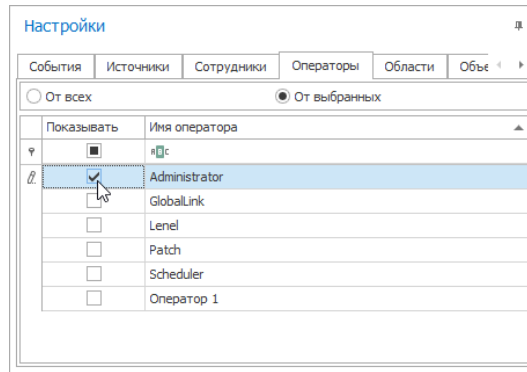 Настройки
События Источники Сотрудники Операторы Области Объе
От всех От выбранных
Показывать Имя оператора
Administrator
GlobalLink
Lenel
Patch
Scheduler
Оператор 1